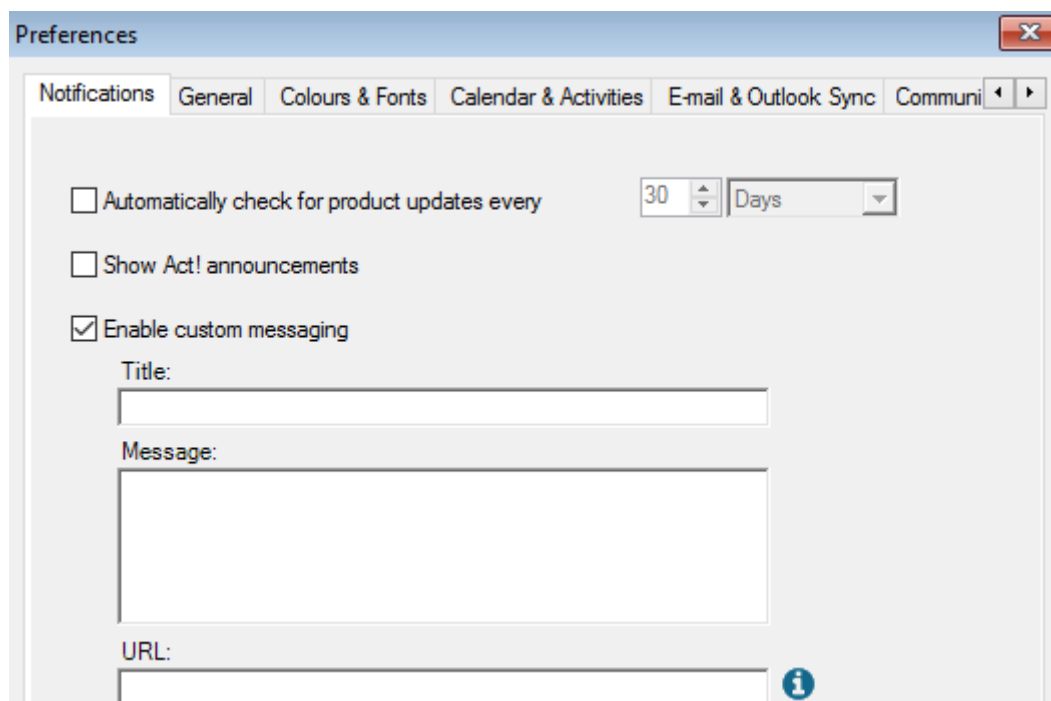 Preferences
Notifications General Colours & Fonts Calendar & Activities E-mail & Outlook Sync Communi
Automatically check for product updates every 30 Days
Show Act! announcements
Enable custom messaging
Title:
Message:
URL: